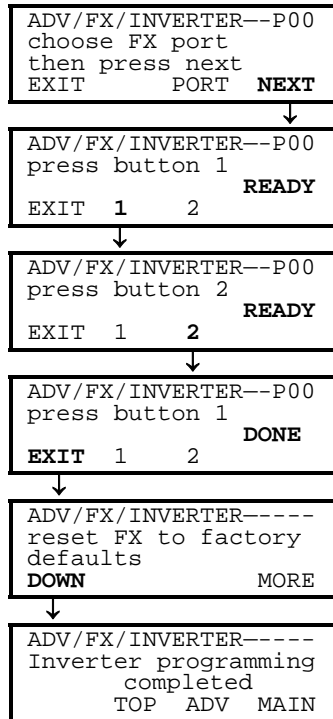 ADV/FX/INVERTER—-P00
choose FX port
then press next
EXIT PORT NEXT
ADV/FX/INVERTER—-P00
press button 1
READY
EXIT 1 2
ADV/FX/INVERTER—-P00
press button 2
READY
EXIT 1 2
ADV/FX/INVERTER—-P00
press button 1
DONE
EXIT 1 2
ADV/FX/INVERTER—----
reset FX to factory
defaults
DOWN MORE
ADV/FX/INVERTER—----
Inverter programming
completed
TOP ADV MAIN